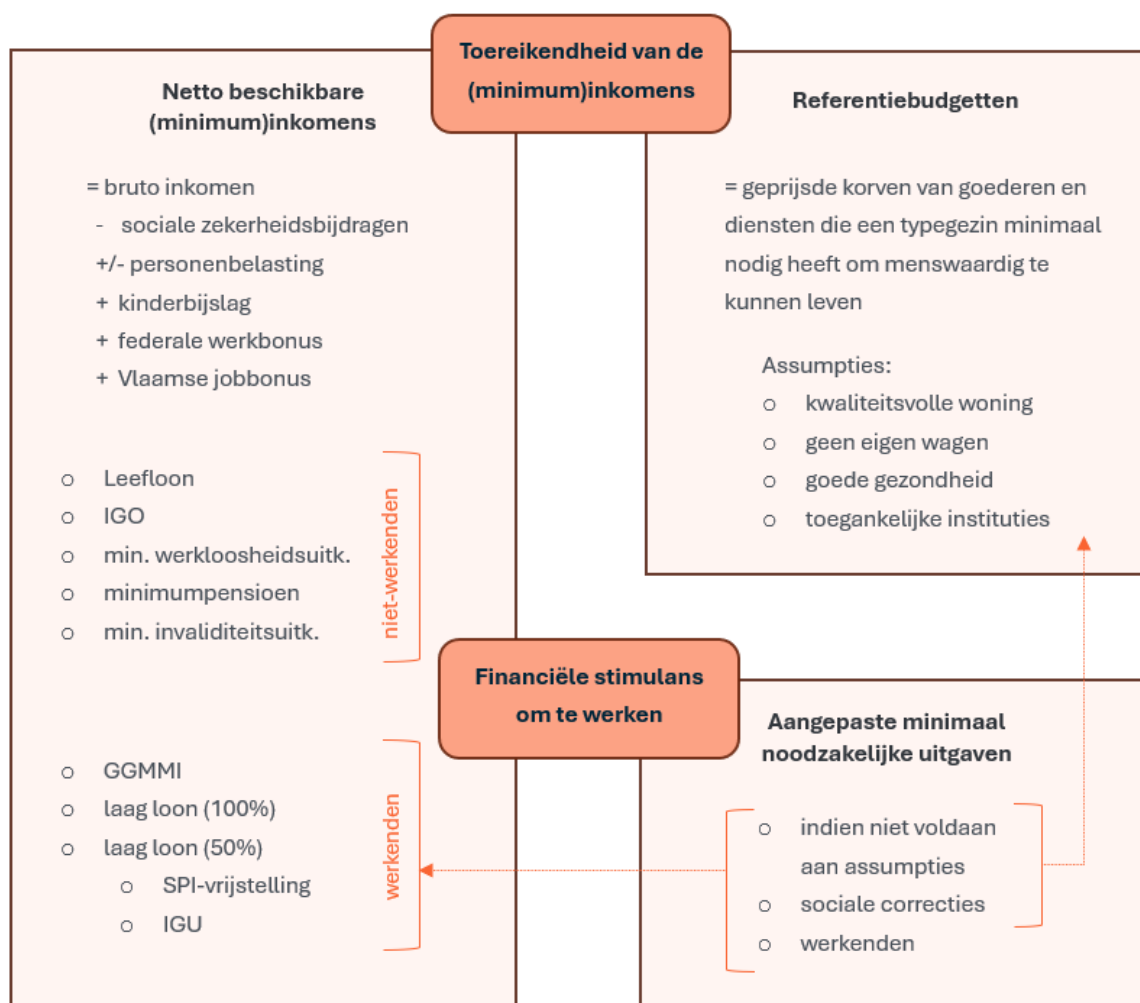 Toereikendheid van de
(minimum)inkomens
Netto beschikbare
(minimum)inkomens
= bruto inkomen
- sociale zekerheidsbijdragen
+/- personenbelasting
+ kinderbijslag
+ federale werkbonus
+ Vlaamse jobbonus
o Leefloon
o IGO
o min. werkloosheidsuitk.
o minimumpensioen
o min. invaliditeitsuitk.
niet-werkenden
o GGMMI
o laag loon (100%)
o laag loon (50%)
o SPI-vrijstelling
o IGU
werkenden
Referentiebudgetten
= geprijsde korven van goederen en
diensten die een typegezin minimaal
nodig heeft om menswaardig te
kunnen leven
Assumpties:
o kwaliteitsvolle woning
o geen eigen wagen
o goede gezondheid
o toegankelijke instituties
Financiële stimulans
om te werken
Aangepaste minimaal
noodzakelijke uitgaven
o indien niet voldaan
aan assumpties
o sociale correcties
o werkenden